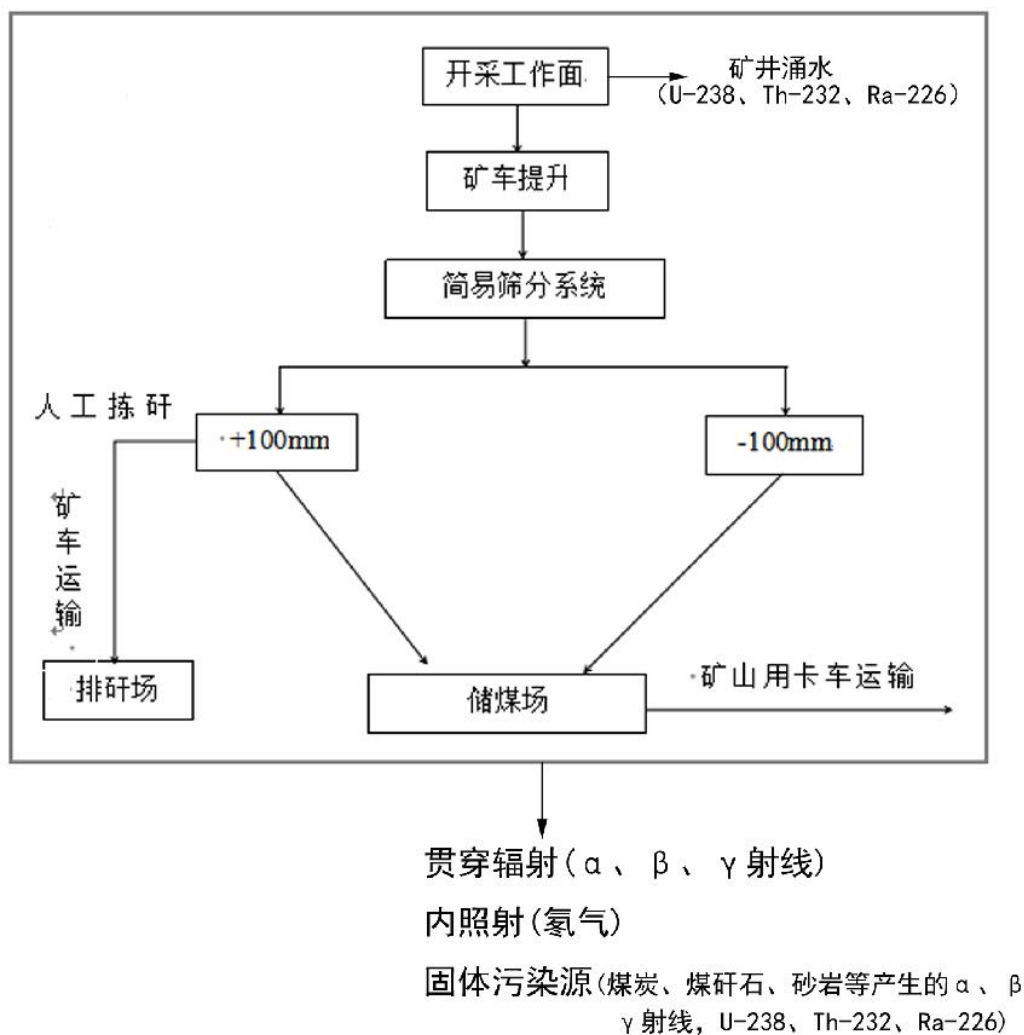 开采工作面
矿井涌水
(U-238、Th-232、Ra-226)
矿车提升
简易筛分系统
人工拣矸
+100mm
-100mm
矿车运输
排矸场
储煤场
矿山用卡车运输
贯穿辐射(α、β、γ射线)
内照射(氡气)
固体污染源(煤炭、煤矸石、砂岩等产生的α、β
γ射线，U-238、Th-232、Ra-226)